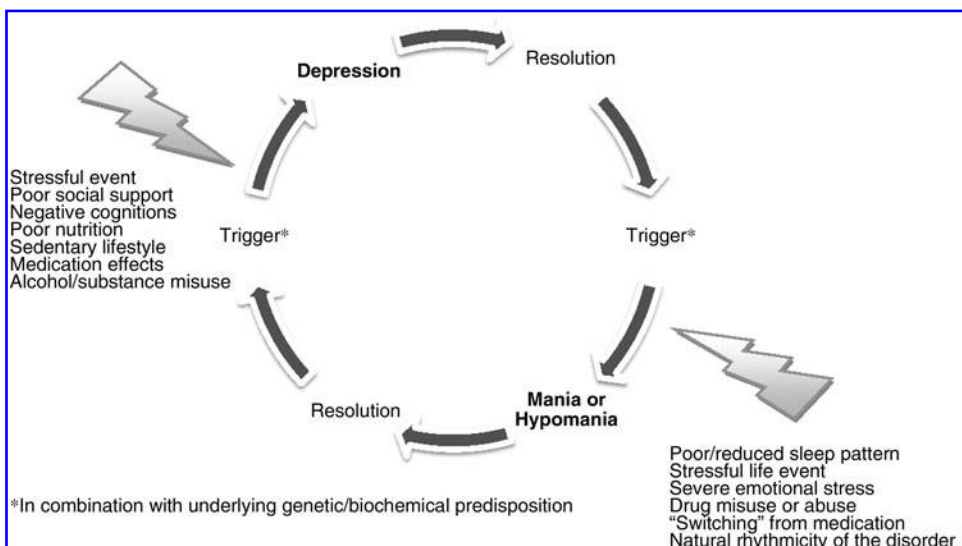 Depression
Resolution
Stressful event
Poor social support
Negative cognitions
Poor nutrition
Sedentary lifestyle
Medication effects
Alcohol/substance misuse
Trigger*
Trigger*
Resolution
Mania or
Hypomania
Poor/reduced sleep pattern
Stressful life event
Severe emotional stress
Drug misuse or abuse
“Switching” from medication
Natural rhythmicity of the disorder
*In combination with underlying genetic/biochemical predisposition